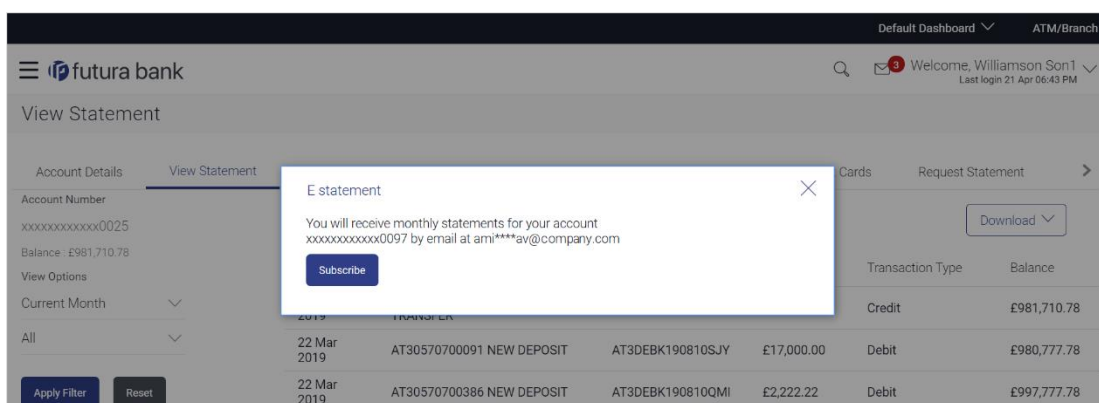 Default Dashboard ATM/Branch
futura bank
3 Welcome, Williamson Son1
Last login 21 Apr 06:43 PM
View Statement
Account Details View Statement Cards Request Statement
Account Number
xxxxxxxxxxxx0025
Balance : £981,710.78
View Options
Current Month
All
Apply Filter Reset
E statement
You will receive monthly statements for your account
xxxxxxxxxxxx0097 by email at ami****av@company.com
Subscribe
Download
Transaction Type Balance
2019 TRANSFER Credit £981,710.78
22 Mar
2019 AT30570700091 NEW DEPOSIT AT3DEBK190810SJY £17,000.00 Debit £980,777.78
22 Mar
2019 AT30570700386 NEW DEPOSIT AT3DEBK190810QMI £2,222.22 Debit £997,777.78